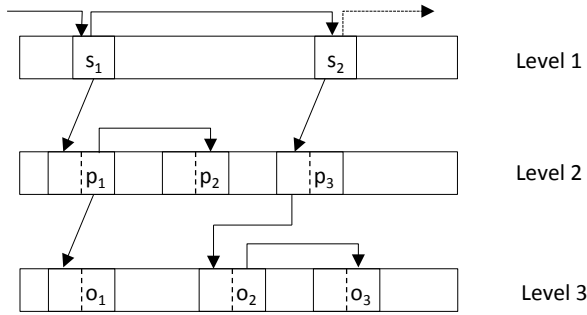 s₁ s₂ Level 1
p₁ p₂ p₃ Level 2
o₁ o₂ o₃ Level 3